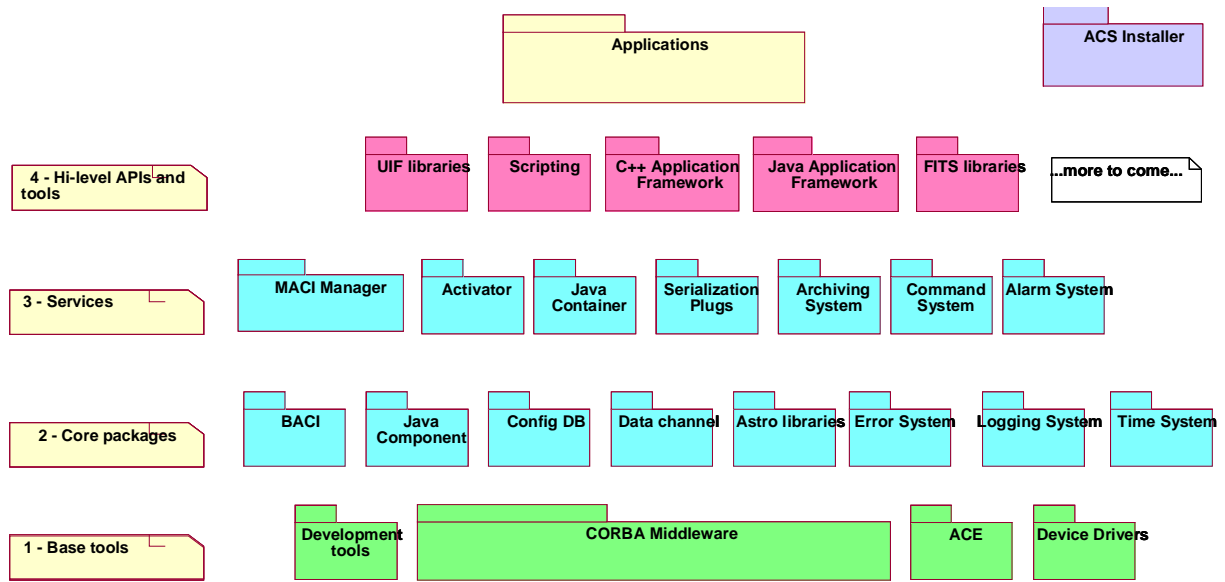 Applications
ACS Installer
4 - Hi-level APIs and
tools
UIF libraries
Scripting
C++ Application
Framework
Java Application
Framework
FITS libraries
...more to come...
3 - Services
MACI Manager
Activator
Java
Container
Serialization
Plugs
Archiving
System
Command
System
Alarm System
2 - Core packages
BACI
Java
Component
Config DB
Data channel
Astro libraries
Error System
Logging System
Time System
1 - Base tools
Development
tools
CORBA Middleware
ACE
Device Drivers